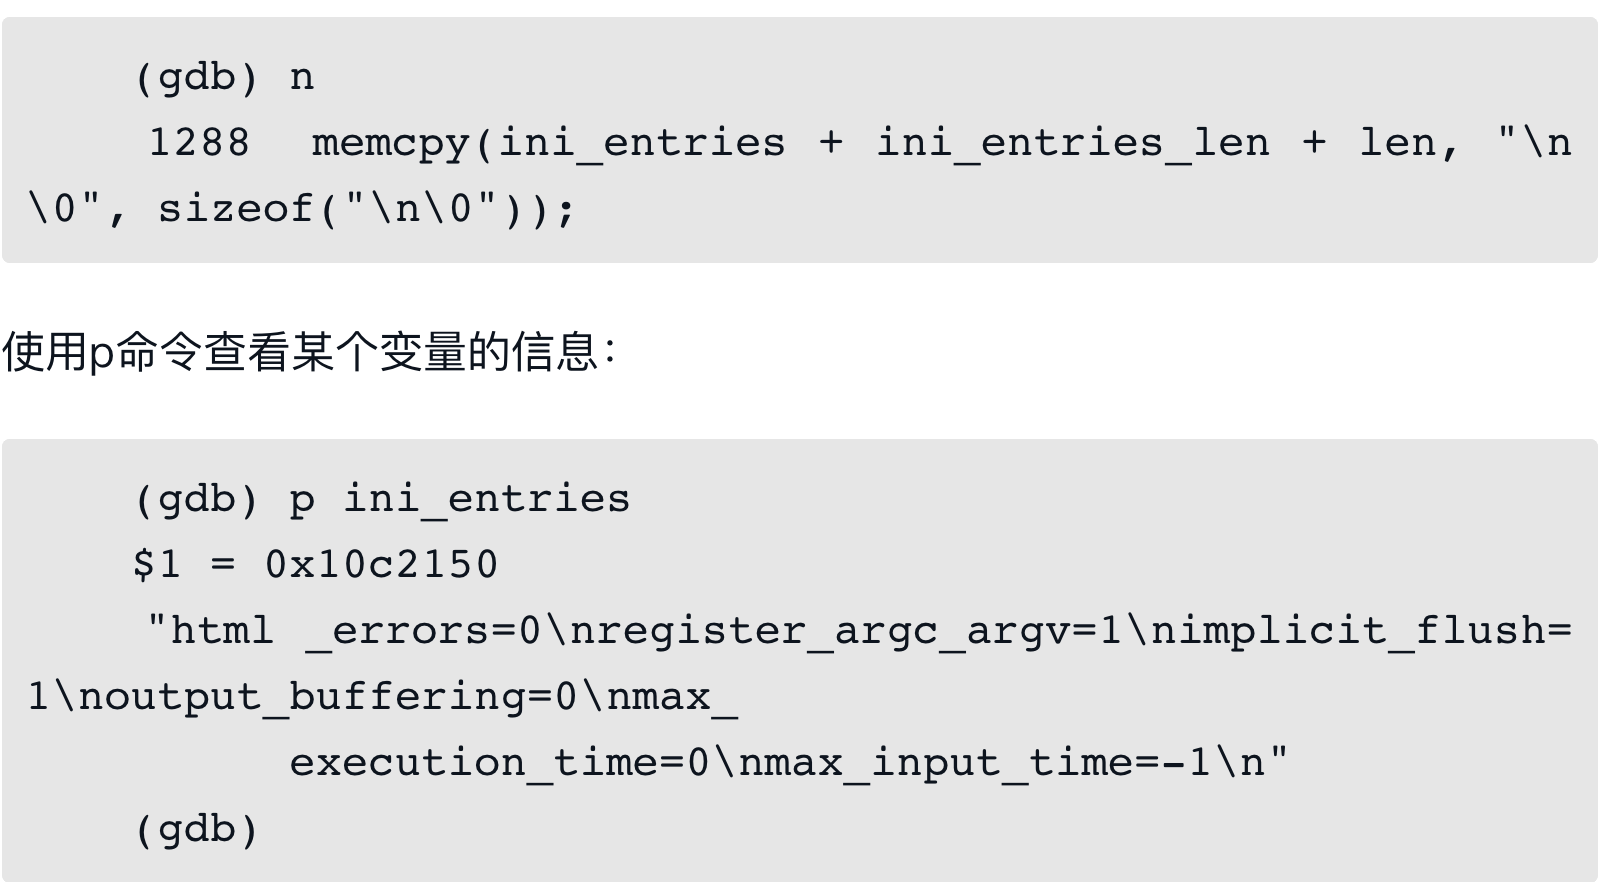 (gdb) n
1288  memcpy(ini_entries + ini_entries_len + len, "\n
\0", sizeof("\n\0"));
使用p命令查看某个变量的信息：
(gdb) p ini_entries
$1 = 0x10c2150
"html _errors=0\nregister_argc_argv=1\nimplicit_flush=
1\noutput_buffering=0\nmax_
execution_time=0\nmax_input_time=-1\n"
(gdb)